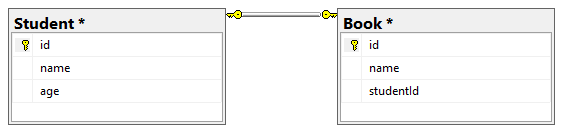 Student *
id
name
age
Book *
id
name
studentId